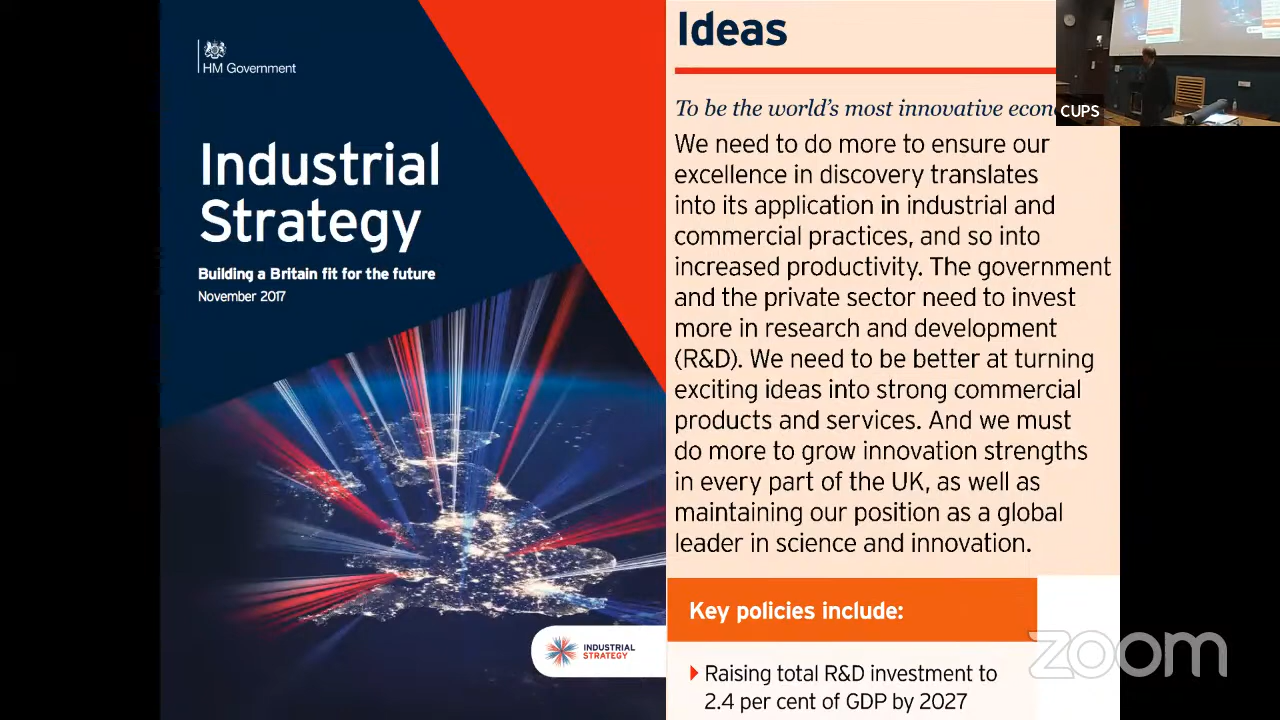 HM Government
Industrial
Strategy
Building a Britain fit for the future
November 2017
INDUSTRIAL
STRATEGY
Ideas
To be the world's most innovative
We need to do more to ensure our
excellence in discovery translates
into its application in industrial and
commercial practices, and so into
increased productivity. The government
and the private sector need to invest
more in research and development
(R&D). We need to be better at turning
exciting ideas into strong commercial
products and services. And we must
do more to grow innovation strengths
in every part of the UK, as well as
maintaining our position as a global
leader in science and innovation.
Key policies include:
Raising total R&D investment to
2.4 per cent of GDP by 2027
CUPS
zoom